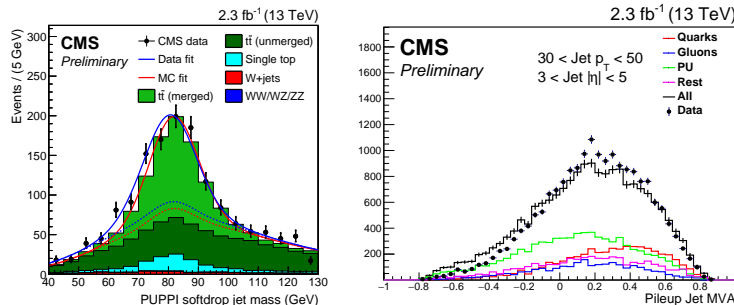 2.3 fb⁻¹ (13 TeV)
CMS
Preliminary
CMS data
Data fit
MC fit
tt̄ (merged)
tt̄ (unmerged)
Single top
W+jets
WW/WZ/ZZ
Events / (5 GeV)
300
250
200
150
100
50
0
40 50 60 70 80 90 100 110 120 130
PUPPI softdrop jet mass (GeV)
2.3 fb⁻¹ (13 TeV)
CMS
Preliminary
30 < Jet p_T < 50
3 < Jet |η| < 5
Quarks
Gluons
PU
Rest
All
Data
1800
1600
1400
1200
1000
800
600
400
200
-1 -0.8 -0.6 -0.4 -0.2 0 0.2 0.4 0.6 0.8 1
Pileup Jet MVA